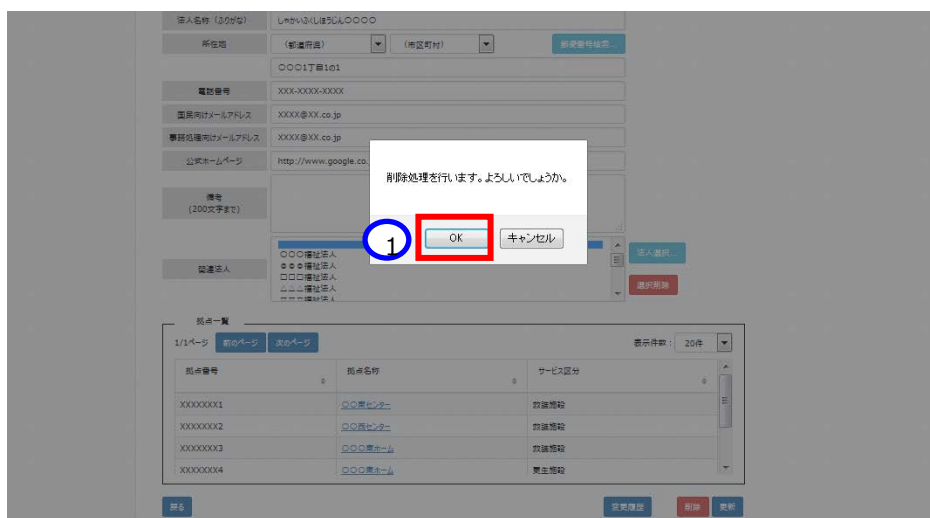 法人名称（ふりがな） しゃかいふくしほうじん○○○○
所在地 （都道府県） （市区町村） 郵便番号検索...
○○○1丁目1の1
電話番号 XXX-XXXX-XXXX
国民向けメールアドレス XXXX@XX.co.jp
事務処理向けメールアドレス XXXX@XX.co.jp
公式ホームページ http://www.google.co.
削除処理を行います。よろしいでしょうか。
備考
(200文字まで)
1 OK キャンセル
関連法人
○○○福祉法人
◎◎◎福祉法人
□□□福祉法人
△△△福祉法人
法人選択...
選択削除
拠点一覧
1/1ページ 前のページ 次のページ 表示件数： 20件
拠点番号 拠点名称 サービス区分
XXXXXXX1 ○○東センター 救護施設
XXXXXXX2 ○○西センター 救護施設
XXXXXXX3 ○○○東ホーム 救護施設
XXXXXXX4 ○○○東ホーム 更生施設
戻る 変更履歴 削除 更新